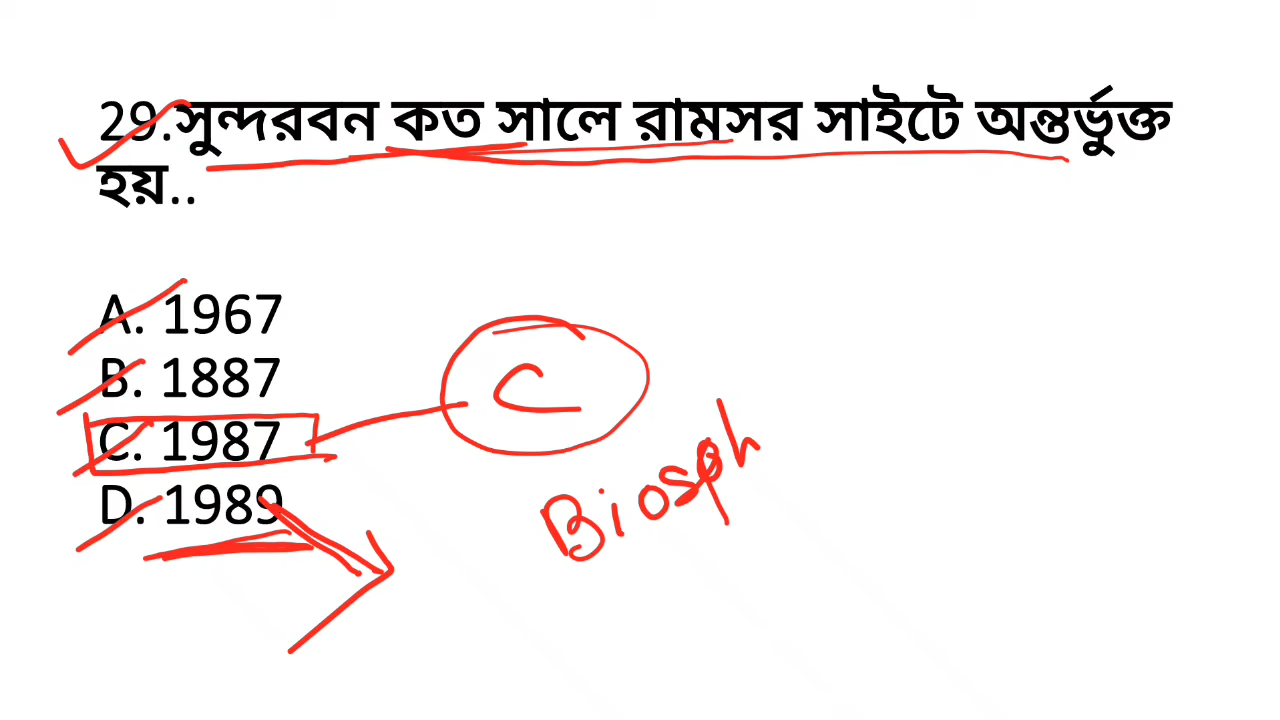 29.সুন্দরবন কত সালে রামসর সাইটে অন্তর্ভুক্ত
হয়..
A. 1967
B. 1887
C. 1987
D. 1989
C
Biosph